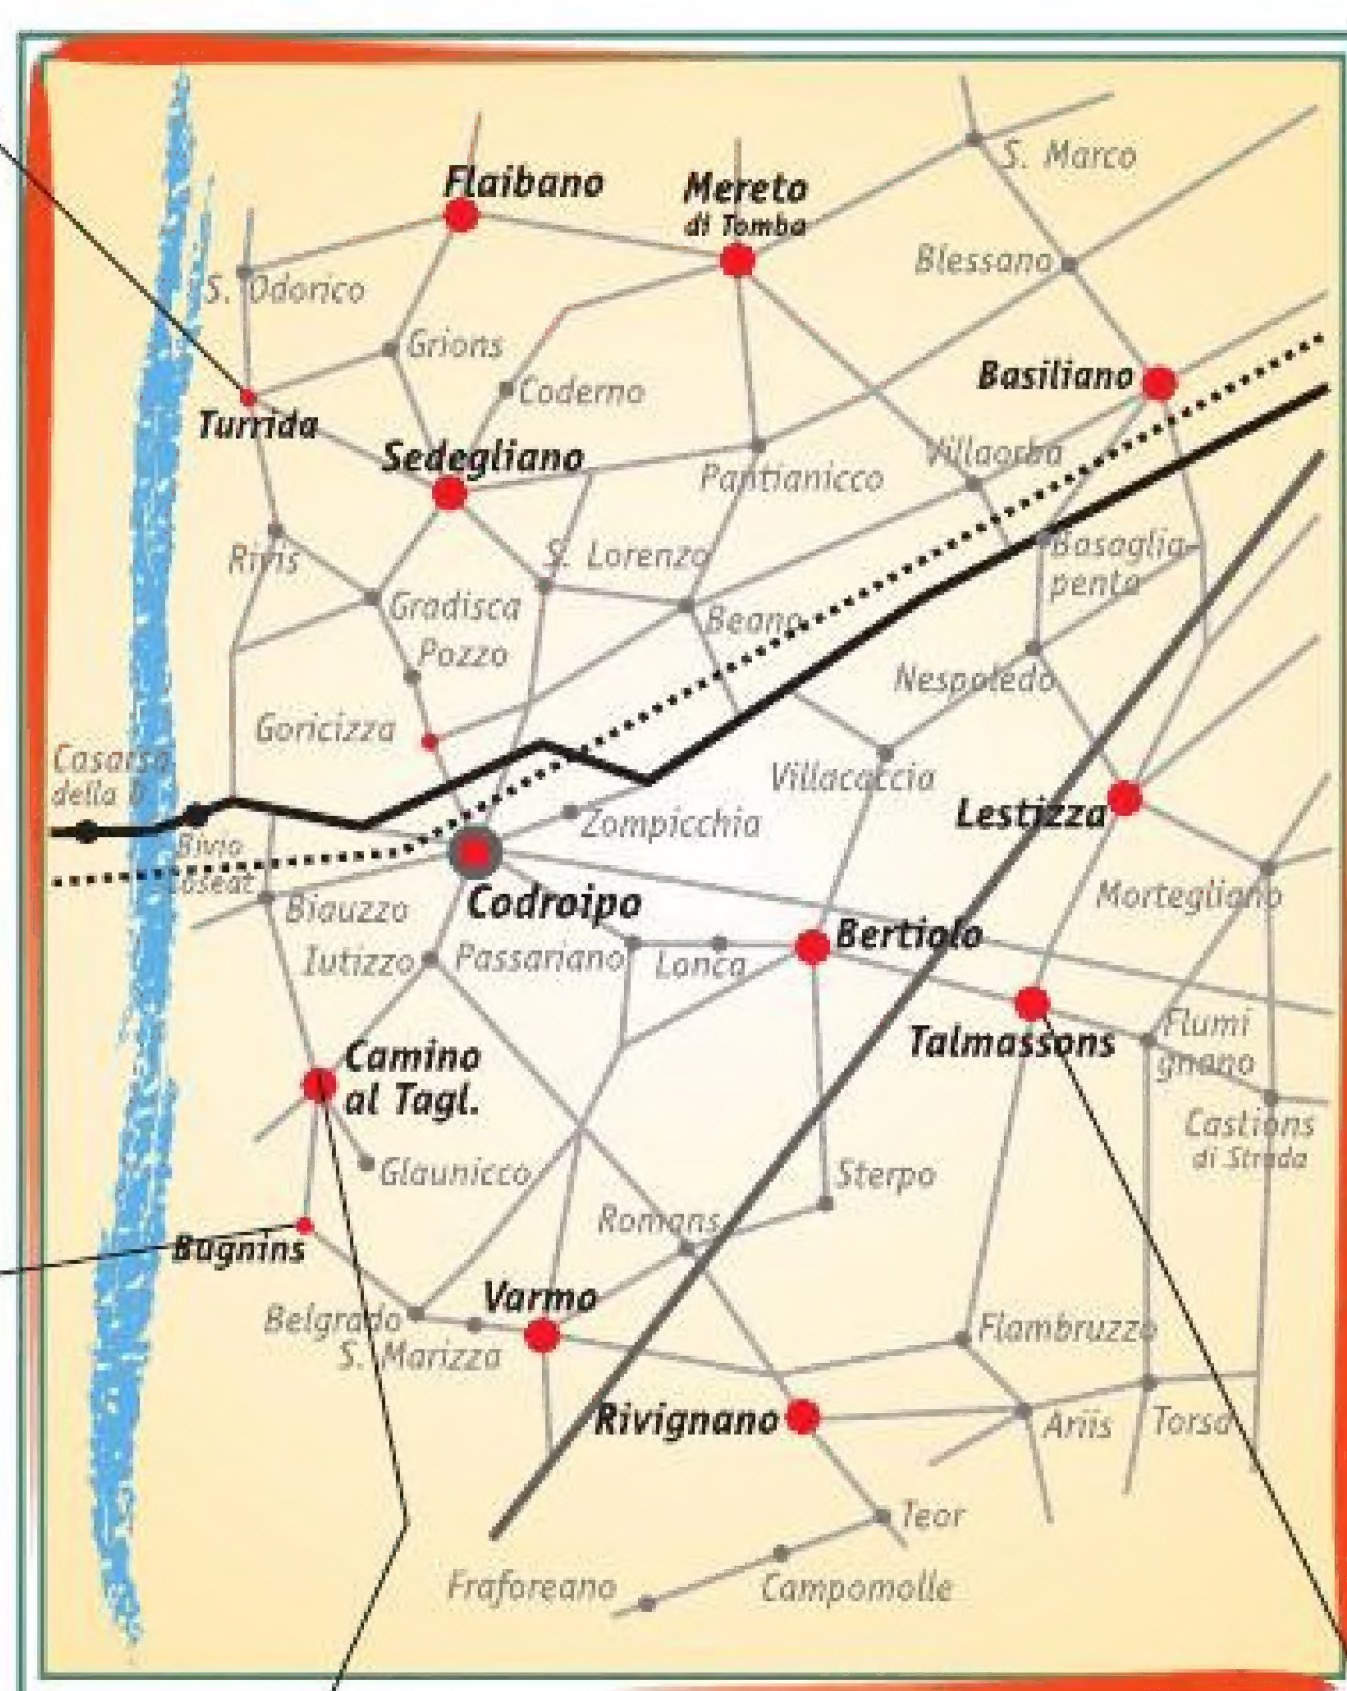 S. Marco
Flaibano
Mereto
di Tomba
Blessano
S. Odorico
Grions
Coderno
Basiliano
Turrida
Sedegliano
Villaorba
Pantianicco
Rivis
S. Lorenzo
Basaglia-
penta
Gradisca
Beano
Pozzo
Nespoledo
Goricizza
Casarsa
della D.
Villacaccia
Lestizza
Zompicchia
Bivio
Coseat
Codroipo
Biauzzo
Mortegliano
Bertiolo
Iutizzo
Passariano
Lonca
Flumi
gnano
Talmassons
Camino
al Tagl.
Castions
di Strada
Glaunicco
Sterpo
Romans
Bugnins
Varmo
Belgrado
S. Marizza
Flambruzzo
Rivignano
Ariis
Torsa
Teor
Fraforeano
Campomolle